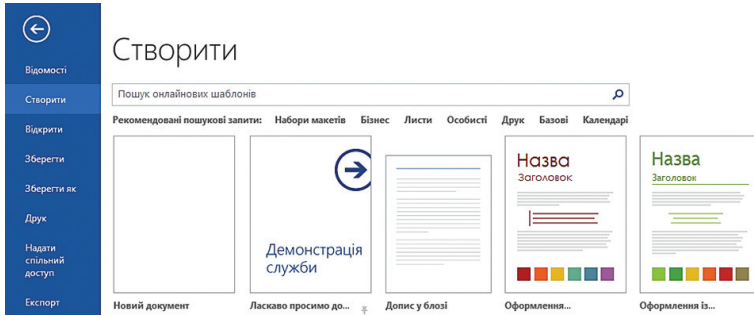 Створити
Відомості
Створити
Відкрити
Зберегти
Зберегти як
Друк
Надати
спільний
доступ
Експорт
Пошук онлайнових шаблонів
Рекомендовані пошукові запити: Набори макетів Бізнес Листи Особисті Друк Базові Календарі
Демонстрація
служби
Назва
Заголовок
Назва
Заголовок
Новий документ
Ласкаво просимо до...
Допис у блозі
Оформлення...
Оформлення із...